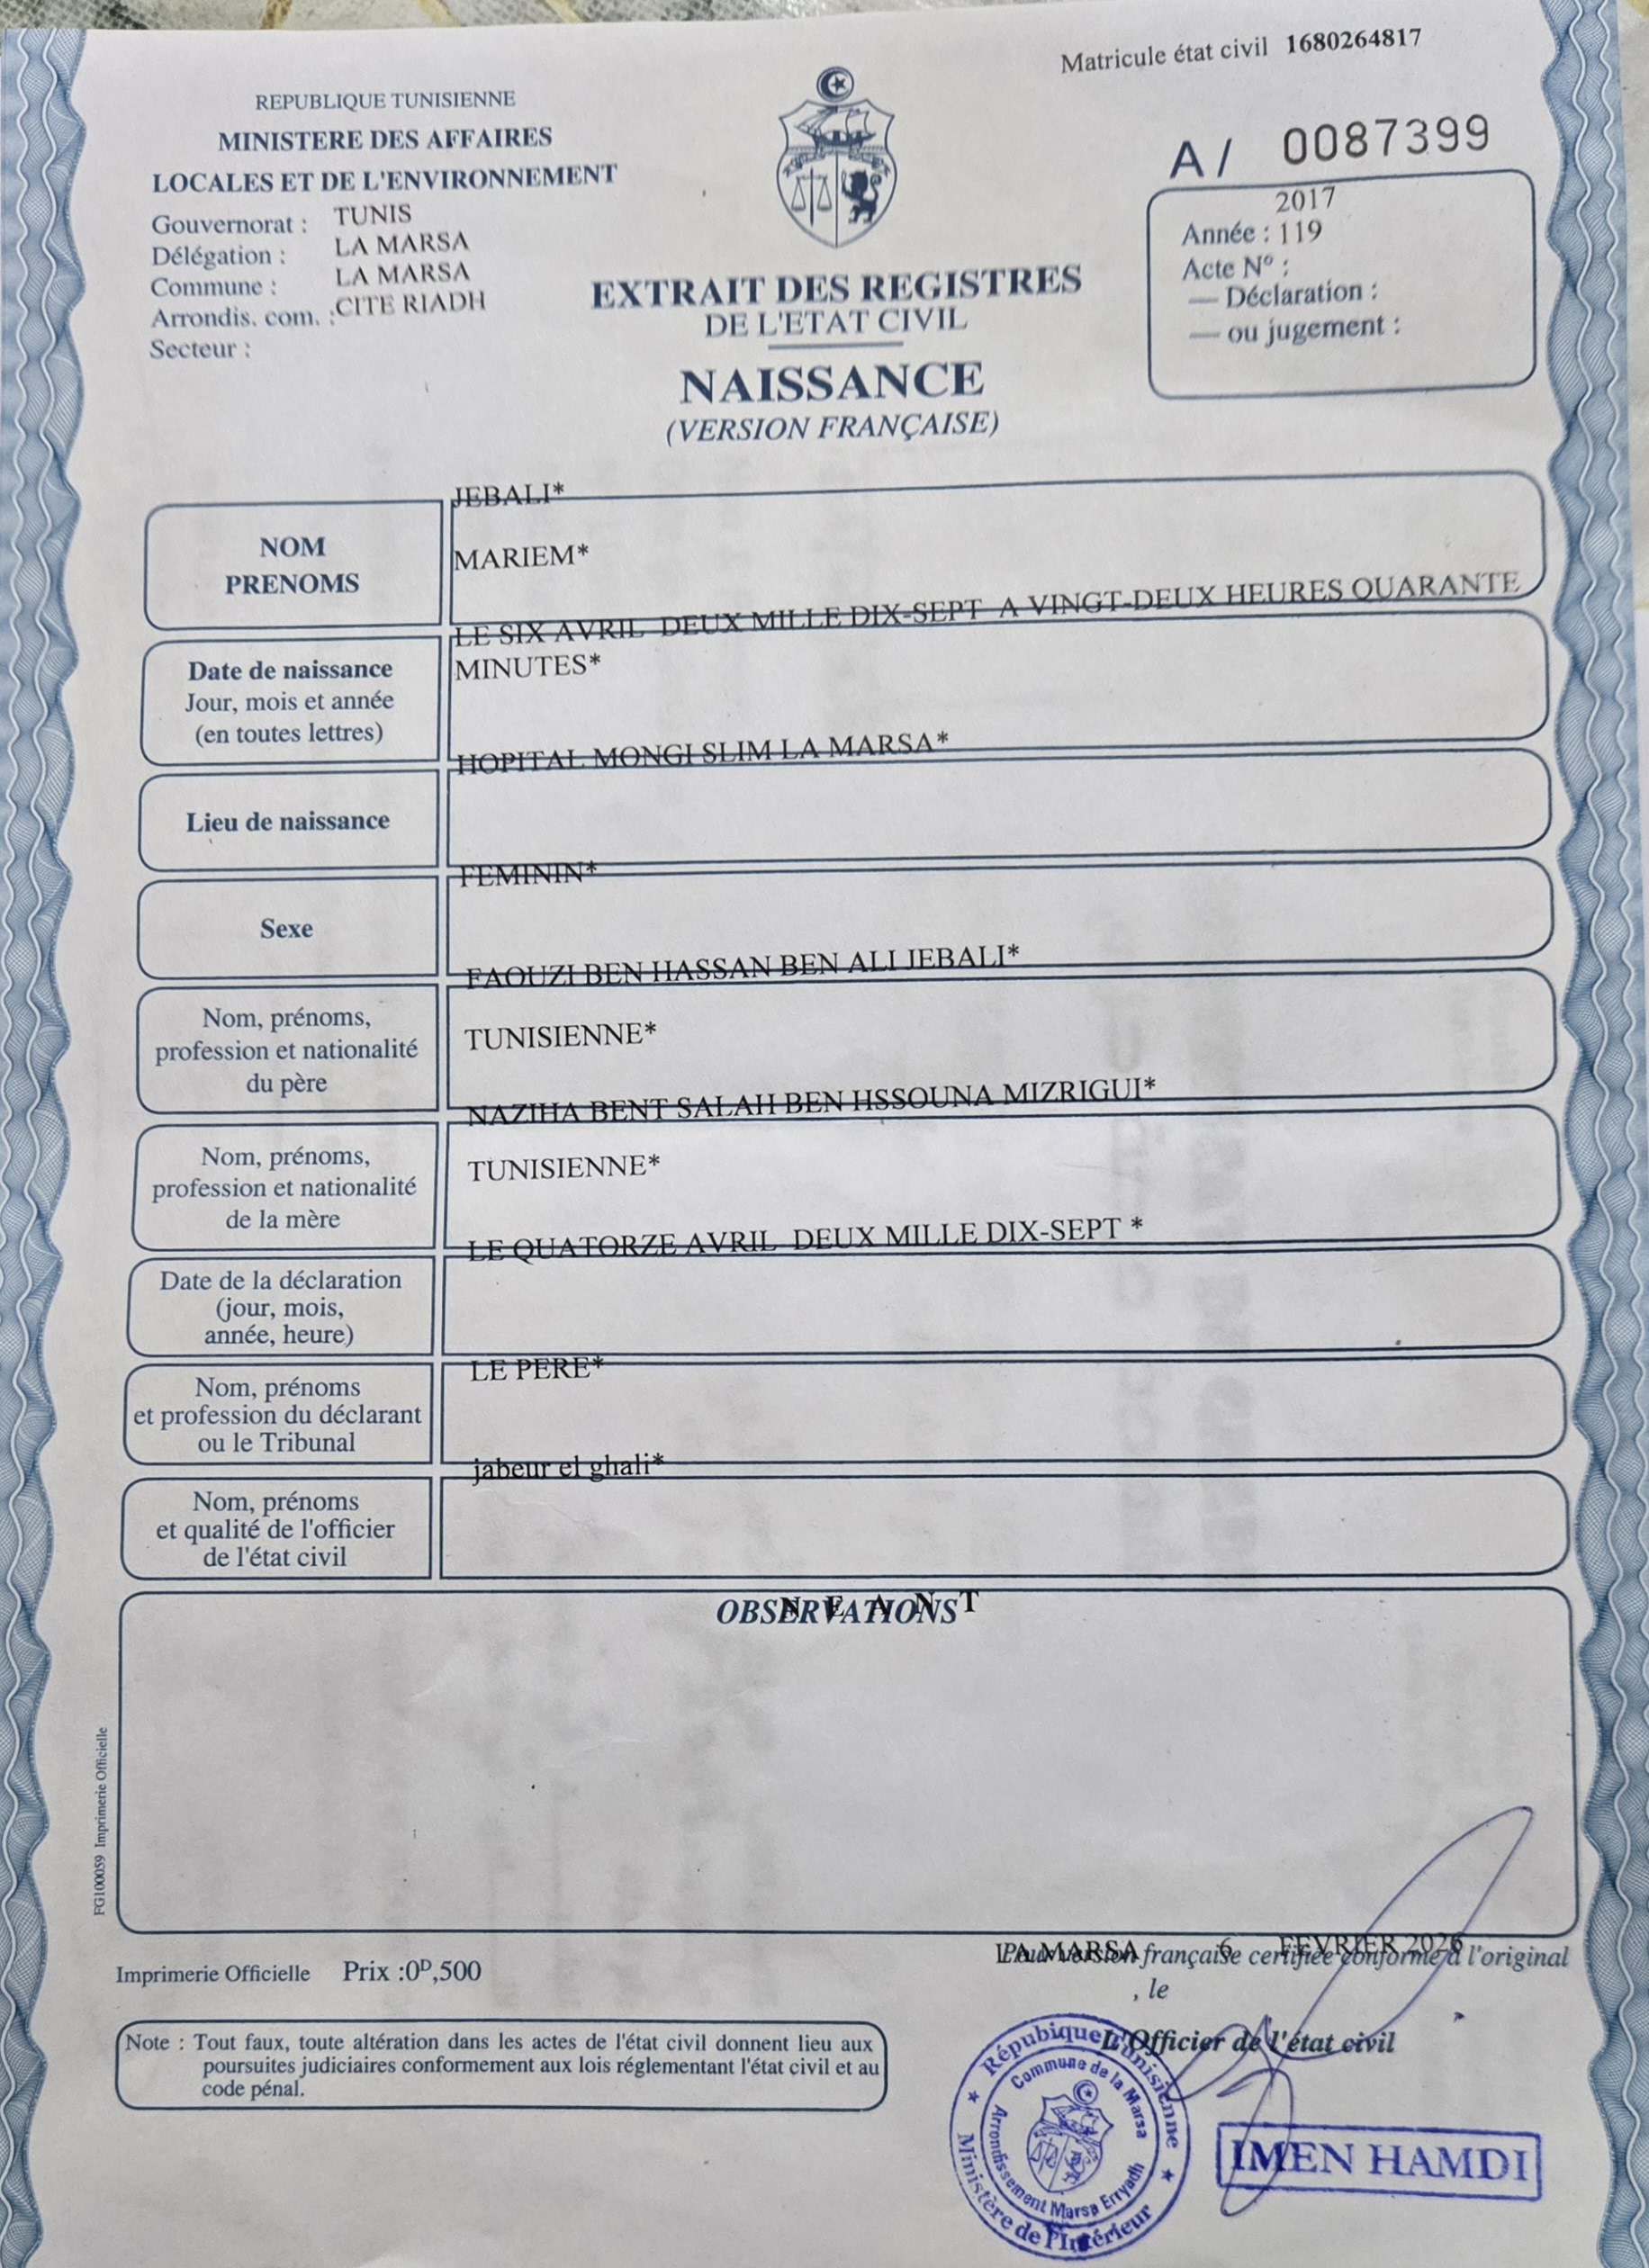 Matricule état civil 1680264817
REPUBLIQUE TUNISIENNE
MINISTERE DES AFFAIRES
LOCALES ET DE L'ENVIRONNEMENT
Gouvernorat : TUNIS
Délégation : LA MARSA
Commune : LA MARSA
Arrondis. com. : CITE RIADH
Secteur :
A / 0087399
2017
Année : 119
Acte N° :
— Déclaration :
— ou jugement :
EXTRAIT DES REGISTRES
DE L'ETAT CIVIL
NAISSANCE
(VERSION FRANÇAISE)
NOM
PRENOMS
JEBALI*
MARIEM*
Date de naissance
Jour, mois et année
(en toutes lettres)
LE SIX AVRIL DEUX MILLE DIX-SEPT A VINGT-DEUX HEURES QUARANTE
MINUTES*
Lieu de naissance
HOPITAL MONGI SLIM LA MARSA*
Sexe
FEMININ*
Nom, prénoms,
profession et nationalité
du père
FAOUZI BEN HASSAN BEN ALI JEBALI*
TUNISIENNE*
Nom, prénoms,
profession et nationalité
de la mère
NAZIHA BENT SALAH BEN HSSOUNA MIZRIGUI*
TUNISIENNE*
Date de la déclaration
(jour, mois,
année, heure)
LE QUATORZE AVRIL DEUX MILLE DIX-SEPT *
Nom, prénoms
et profession du déclarant
ou le Tribunal
LE PERE*
Nom, prénoms
et qualité de l'officier
de l'état civil
jabeur el ghali*
OBSERVATIONS
N E A N T
FG100059 Imprimerie Officielle
Imprimerie Officielle Prix :0D,500
LA MARSA 6 FEVRIER 2026
Pour version française certifiée conforme à l'original
, le
L'Officier de l'état civil
Note : Tout faux, toute altération dans les actes de l'état civil donnent lieu aux
poursuites judiciaires conformement aux lois réglementant l'état civil et au
code pénal.
Répubique Tunisienne
Commune de la Marsa
Arrondissement Marsa Erryadh
Ministère de l'Intérieur
IMEN HAMDI